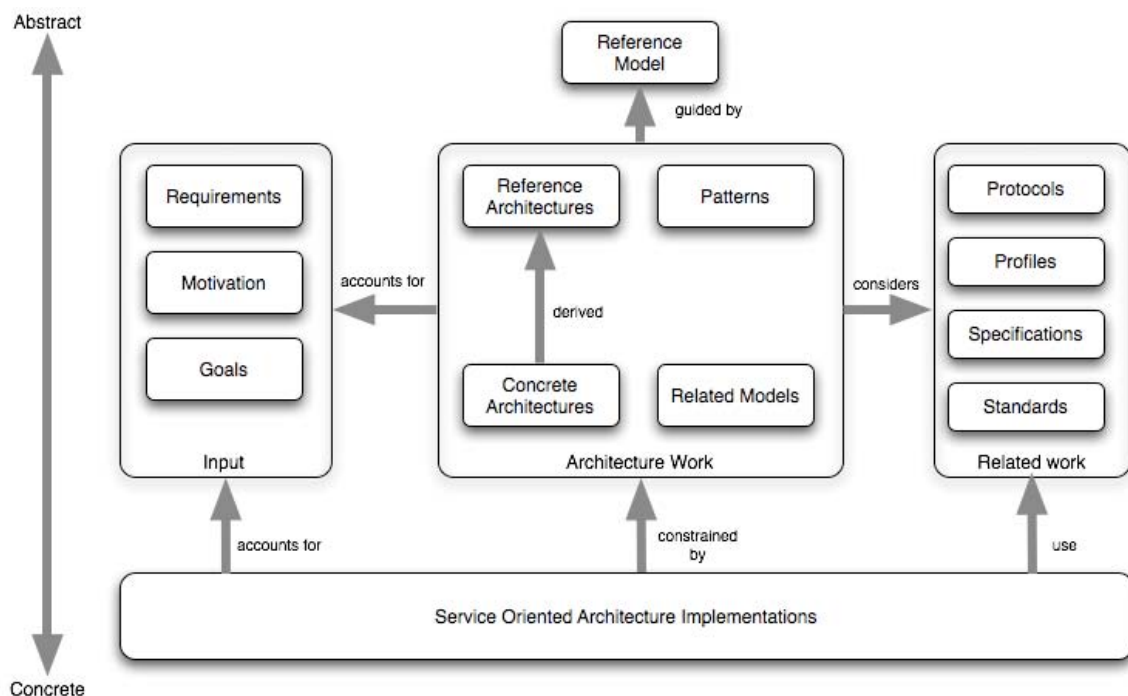 Abstract
Reference
Model
guided by
Requirements
Motivation
Goals
Input
accounts for
Reference
Architectures
Patterns
derived
Concrete
Architectures
Related Models
Architecture Work
considers
Protocols
Profiles
Specifications
Standards
Related work
accounts for
constrained
by
use
Service Oriented Architecture Implementations
Concrete